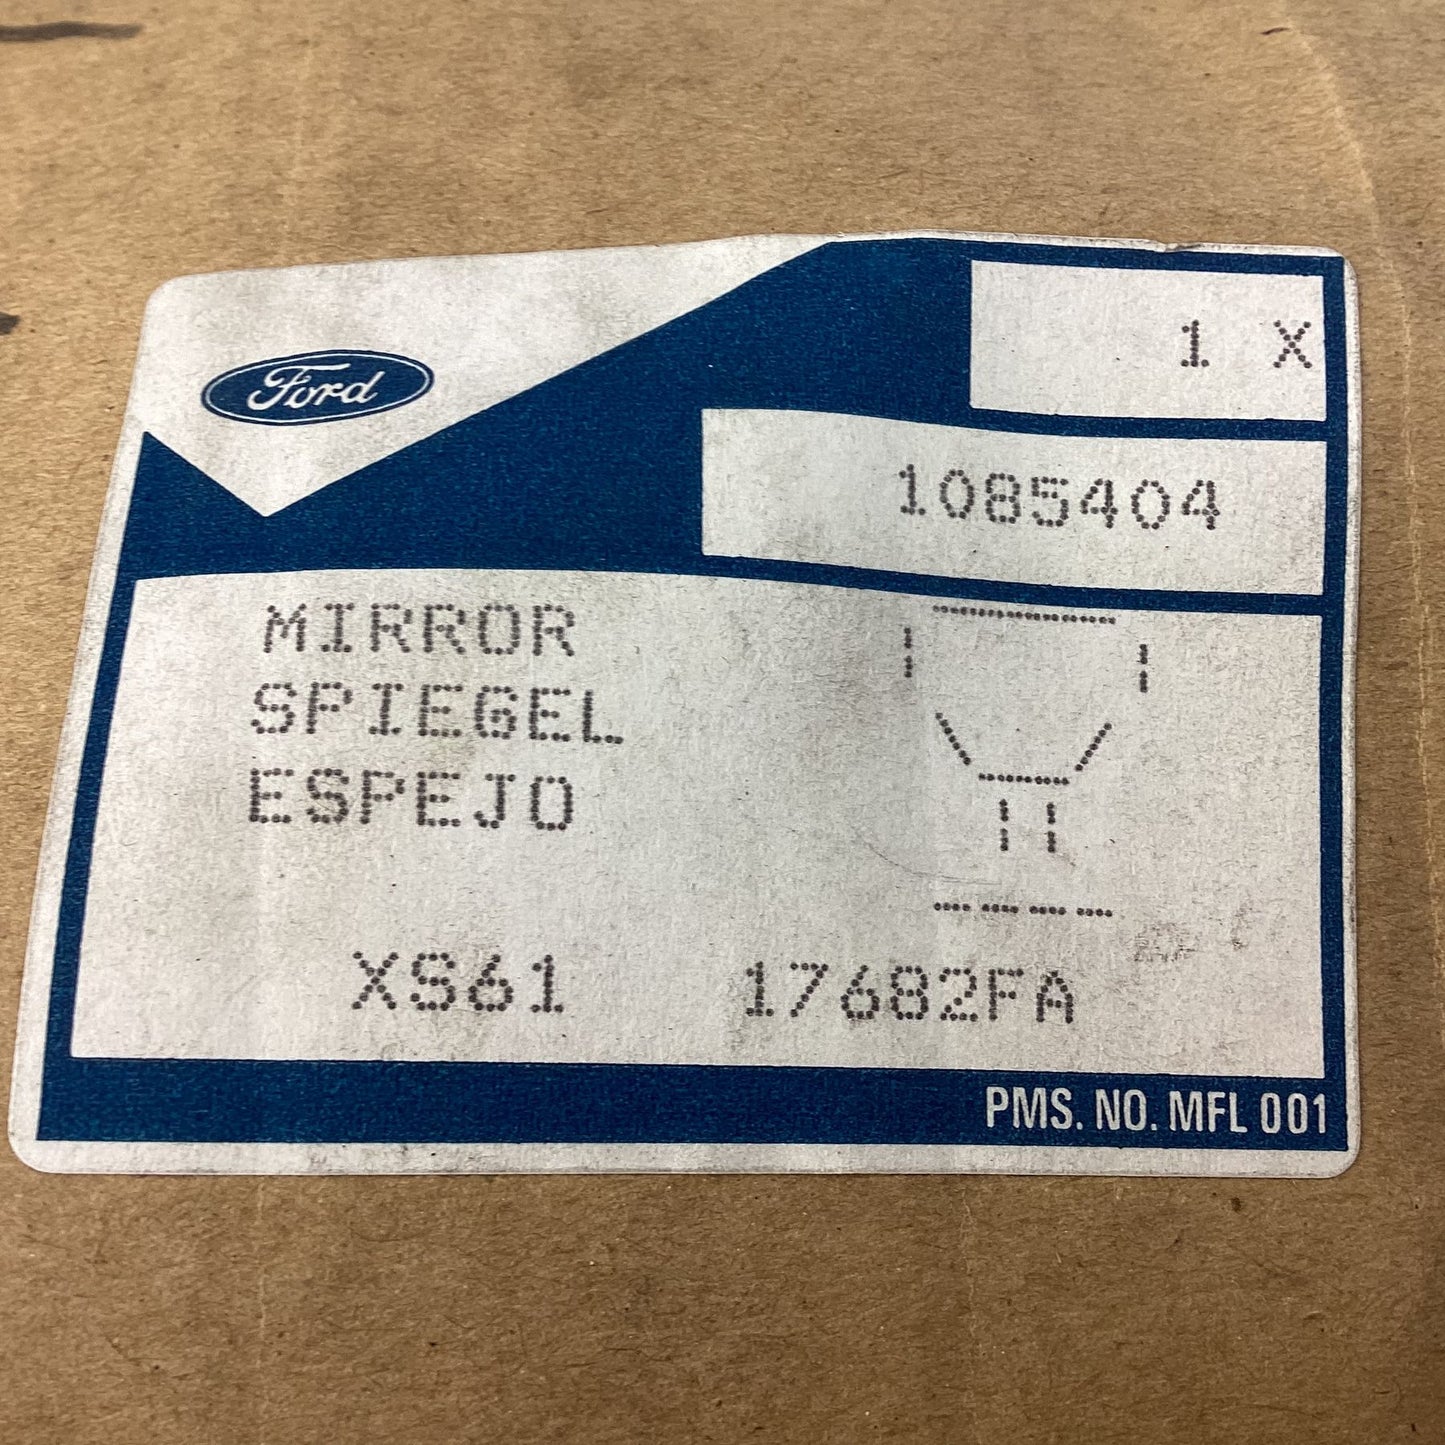 Ford
1 X
1085404
MIRROR
SPIEGEL
ESPEJO
XS61 17682FA
PMS. NO. MFL 001